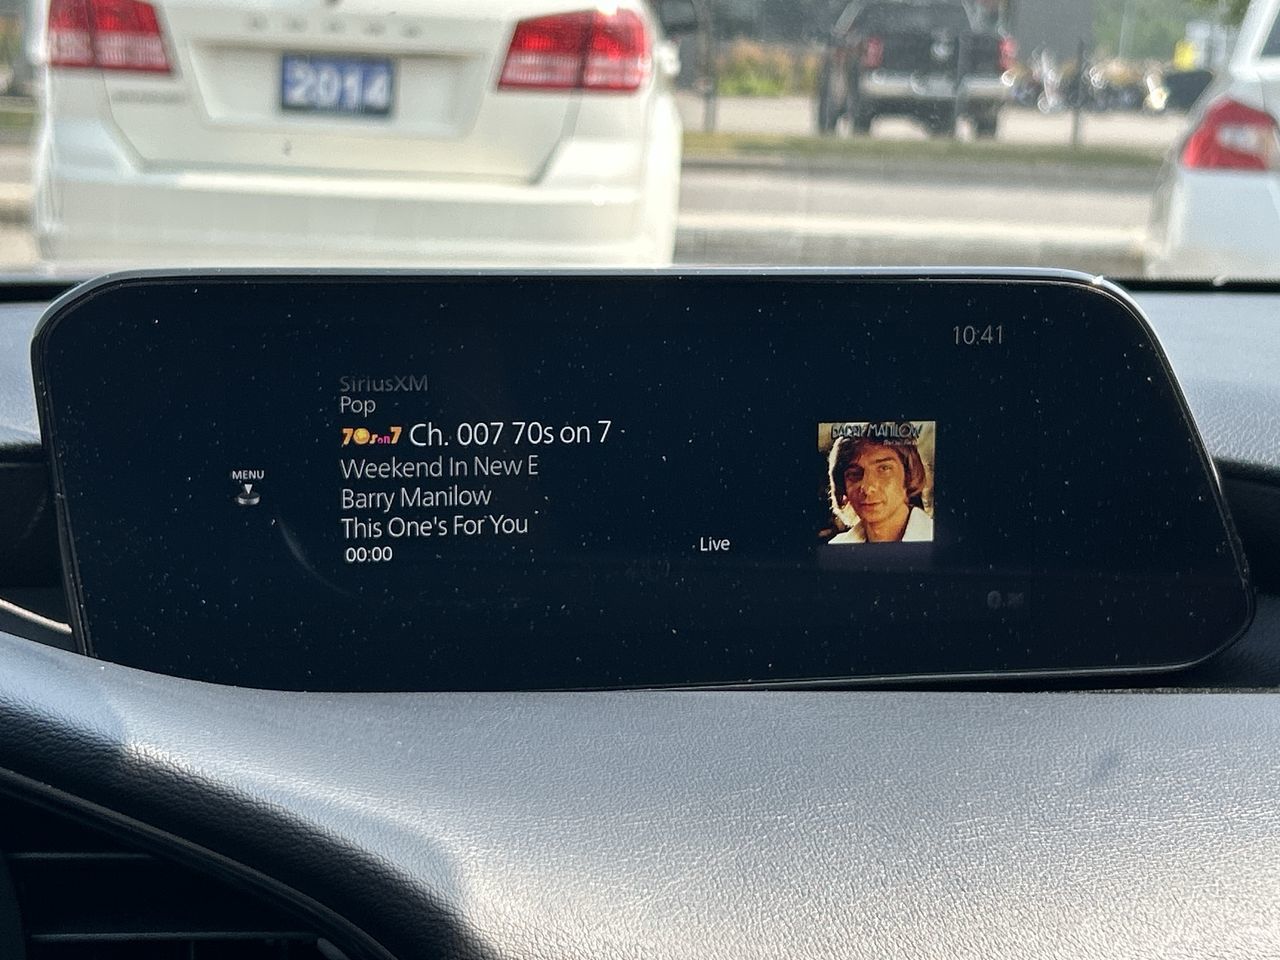 DODGE
2014
10:41
SiriusXM
Pop
70s on 7 Ch. 007 70s on 7
Weekend In New E
Barry Manilow
This One's For You
00:00
MENU
Live
BARRY MANILOW